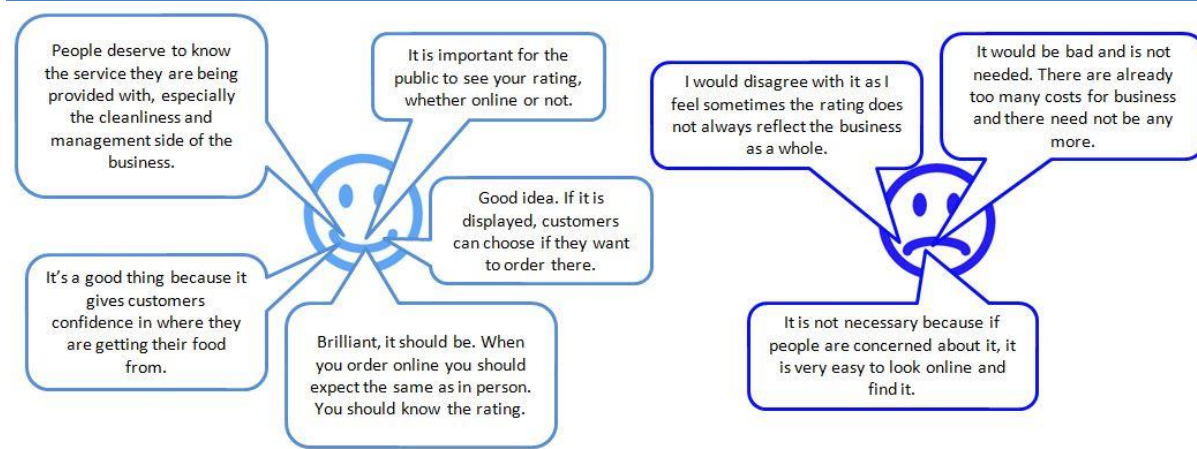 People deserve to know
the service they are being
provided with, especially
the cleanliness and
management side of the
business.
It is important for the
public to see your rating,
whether online or not.
Good idea. If it is
displayed, customers
can choose if they want
to order there.
It’s a good thing because it
gives customers
confidence in where they
are getting their food
from.
Brilliant, it should be. When
you order online you should
expect the same as in person.
You should know the rating.
I would disagree with it as I
feel sometimes the rating does
not always reflect the business
as a whole.
It would be bad and is not
needed. There are already
too many costs for business
and there need not be any
more.
It is not necessary because if
people are concerned about it, it
is very easy to look online and
find it.